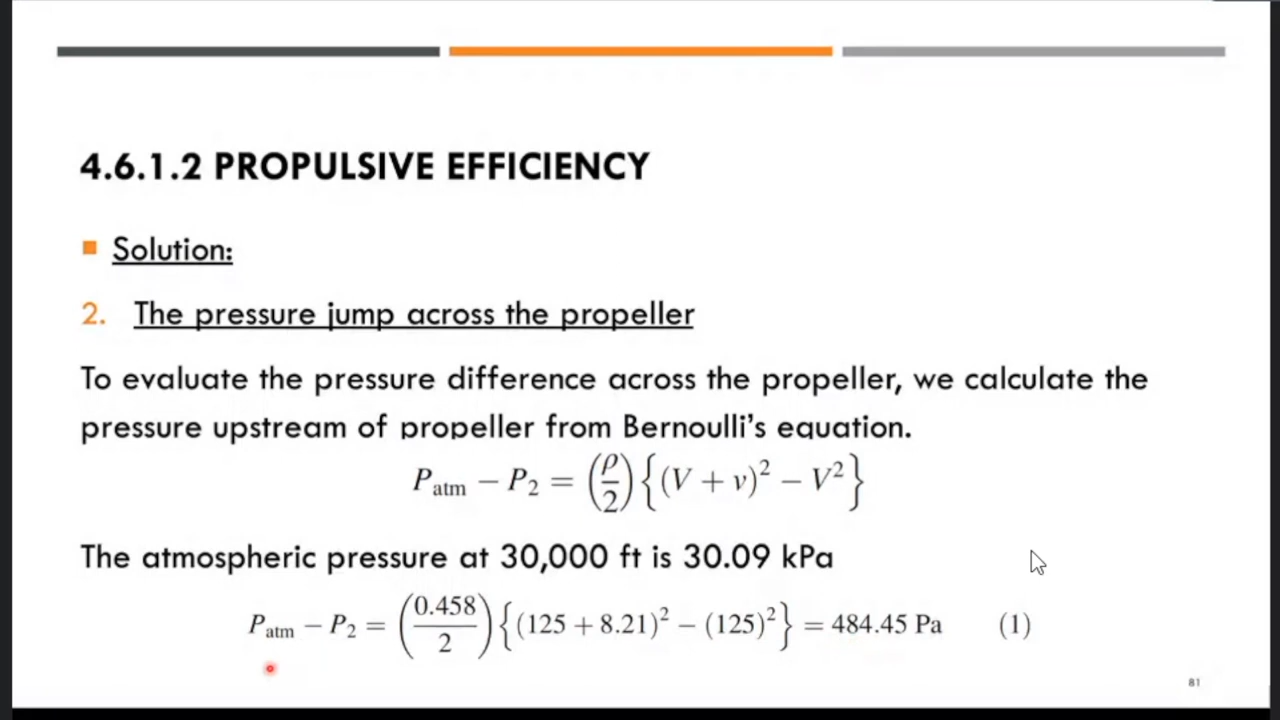 4.6.1.2 PROPULSIVE EFFICIENCY
Solution:
2. The pressure jump across the propeller
To evaluate the pressure difference across the propeller, we calculate the
pressure upstream of propeller from Bernoulli's equation.
P_atm − P_2 = (ρ/2) {(V + v)² − V²}
The atmospheric pressure at 30,000 ft is 30.09 kPa
P_atm − P_2 = (0.458/2) {(125 + 8.21)² − (125)²} = 484.45 Pa (1)
81